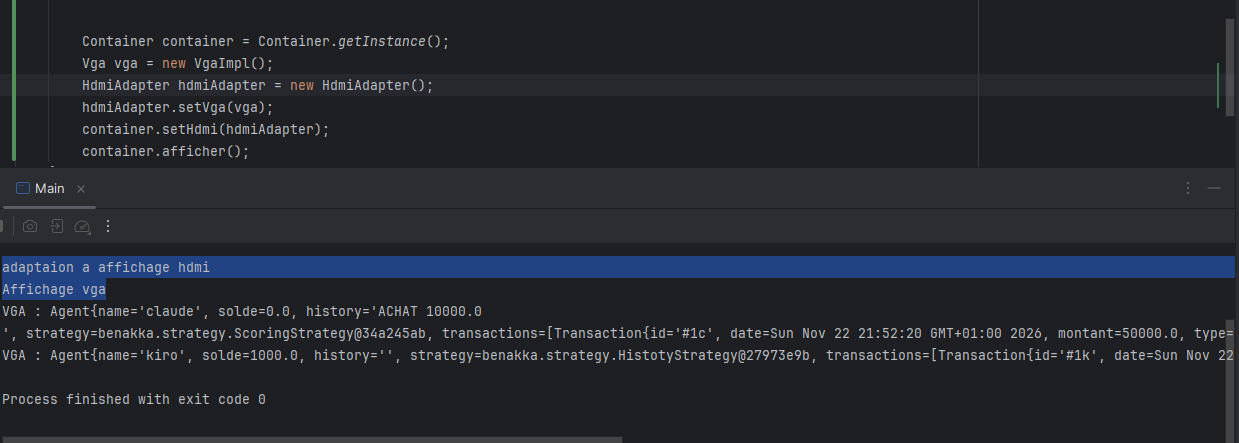 Container container = Container.getInstance();
Vga vga = new VgaImpl();
HdmiAdapter hdmiAdapter = new HdmiAdapter();
hdmiAdapter.setVga(vga);
container.setHdmi(hdmiAdapter);
container.afficher();
Main
adaptaion a affichage hdmi
Affichage vga
VGA : Agent{name='claude', solde=0.0, history='ACHAT 10000.0
', strategy=benakka.strategy.ScoringStrategy@34a245ab, transactions=[Transaction{id='#1c', date=Sun Nov 22 21:52:20 GMT+01:00 2026, montant=50000.0, type=
VGA : Agent{name='kiro', solde=1000.0, history='', strategy=benakka.strategy.HistotyStrategy@27973e9b, transactions=[Transaction{id='#1k', date=Sun Nov 22
Process finished with exit code 0